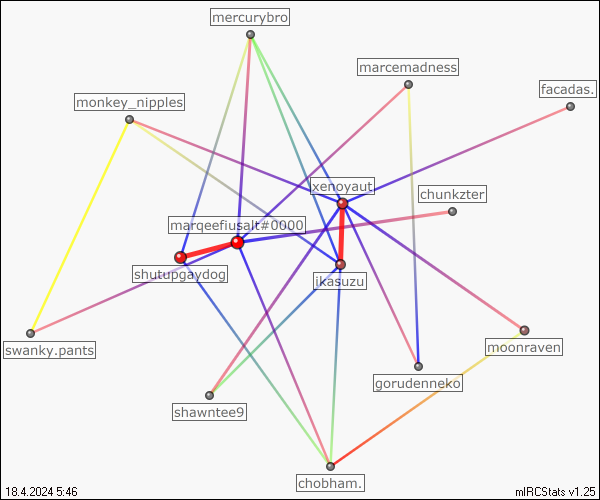 mercurybro
marcemadness
facadas.
monkey_nipples
xenoyaut
chunkzter
marqeefiusalt#0000
shutupgaydog
ikasuzu
swanky.pants
moonraven
gorudenneko
shawntee9
chobham.
18.4.2024 5:46
mIRCStats v1.25